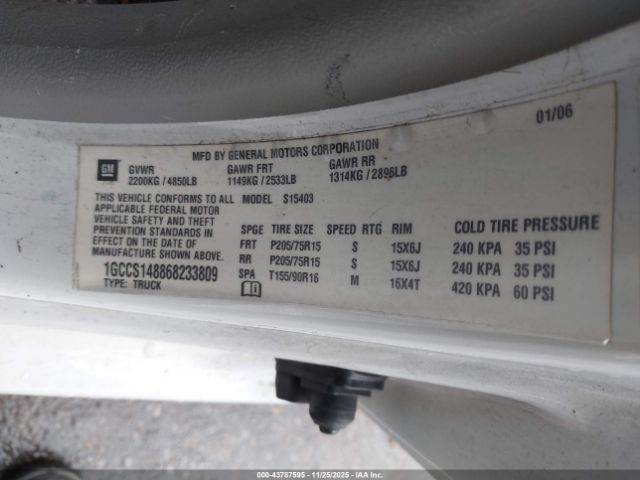 01/06
MFD BY GENERAL MOTORS CORPORATION
GM
GVWR GAWR FRT GAWR RR
2200KG / 4850LB 1149KG / 2533LB 1314KG / 2896LB
THIS VEHICLE CONFORMS TO ALL MODEL S15403
APPLICABLE FEDERAL MOTOR
VEHICLE SAFETY AND THEFT
PREVENTION STANDARDS IN
EFFECT ON THE DATE OF
MANUFACTURE SHOWN ABOVE.
1GCCS148868233809
TYPE: TRUCK
SPGE TIRE SIZE SPEED RTG RIM COLD TIRE PRESSURE
FRT P205/75R15 S 15X6J 240 KPA 35 PSI
RR P205/75R15 S 15X6J 240 KPA 35 PSI
SPA T155/90R16 M 16X4T 420 KPA 60 PSI
000-43787595 - 11/25/2025 - IAA Inc.